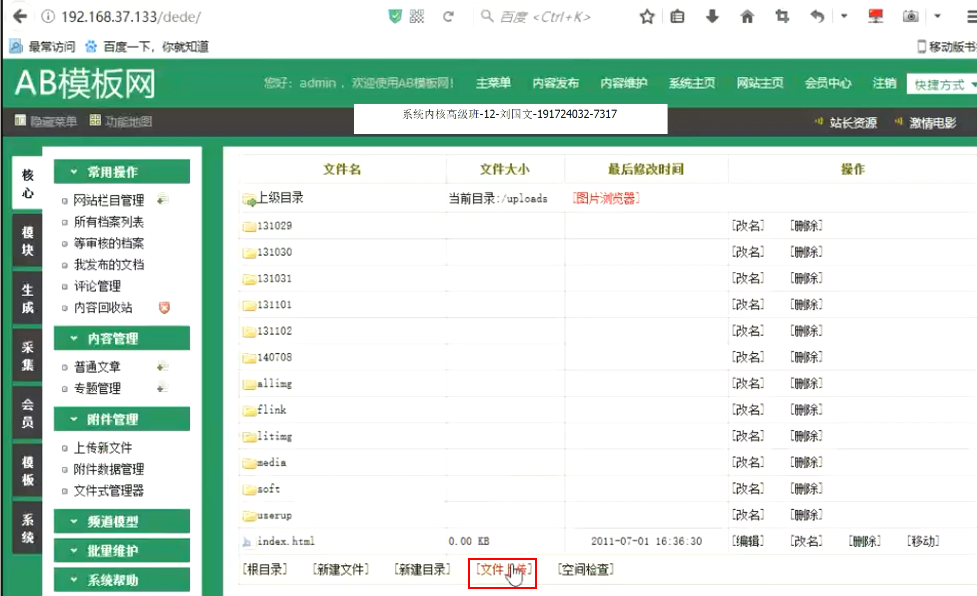 192.168.37.133/dede/
百度 <Ctrl+K>
最常访问 百度一下，你就知道
移动版书
AB模板网
您好：admin ，欢迎使用AB模板网！ 主菜单 内容发布 内容维护 系统主页 网站主页 会员中心 注销 快捷方式
隐藏菜单 功能地图
系统内核高级班-12-刘国文-191724032-7317
站长资源 激情电影
核心
模块
生成
采集
会员
模板
系统
常用操作
网站栏目管理
所有档案列表
等审核的档案
我发布的文档
评论管理
内容回收站
内容管理
普通文章
专题管理
附件管理
上传新文件
附件数据管理
文件式管理器
频道模型
批量维护
系统帮助
文件名 文件大小 最后修改时间 操作
上级目录 当前目录:/uploads [图片浏览器]
131029 [改名] [删除]
131030 [改名] [删除]
131031 [改名] [删除]
131101 [改名] [删除]
131102 [改名] [删除]
140708 [改名] [删除]
allimg [改名] [删除]
flink [改名] [删除]
litimg [改名] [删除]
media [改名] [删除]
soft [改名] [删除]
userup [改名] [删除]
index.html 0.00 KB 2011-07-01 16:36:30 [编辑] [改名] [删除] [移动]
[根目录] [新建文件] [新建目录] [文件上传] [空间检查]